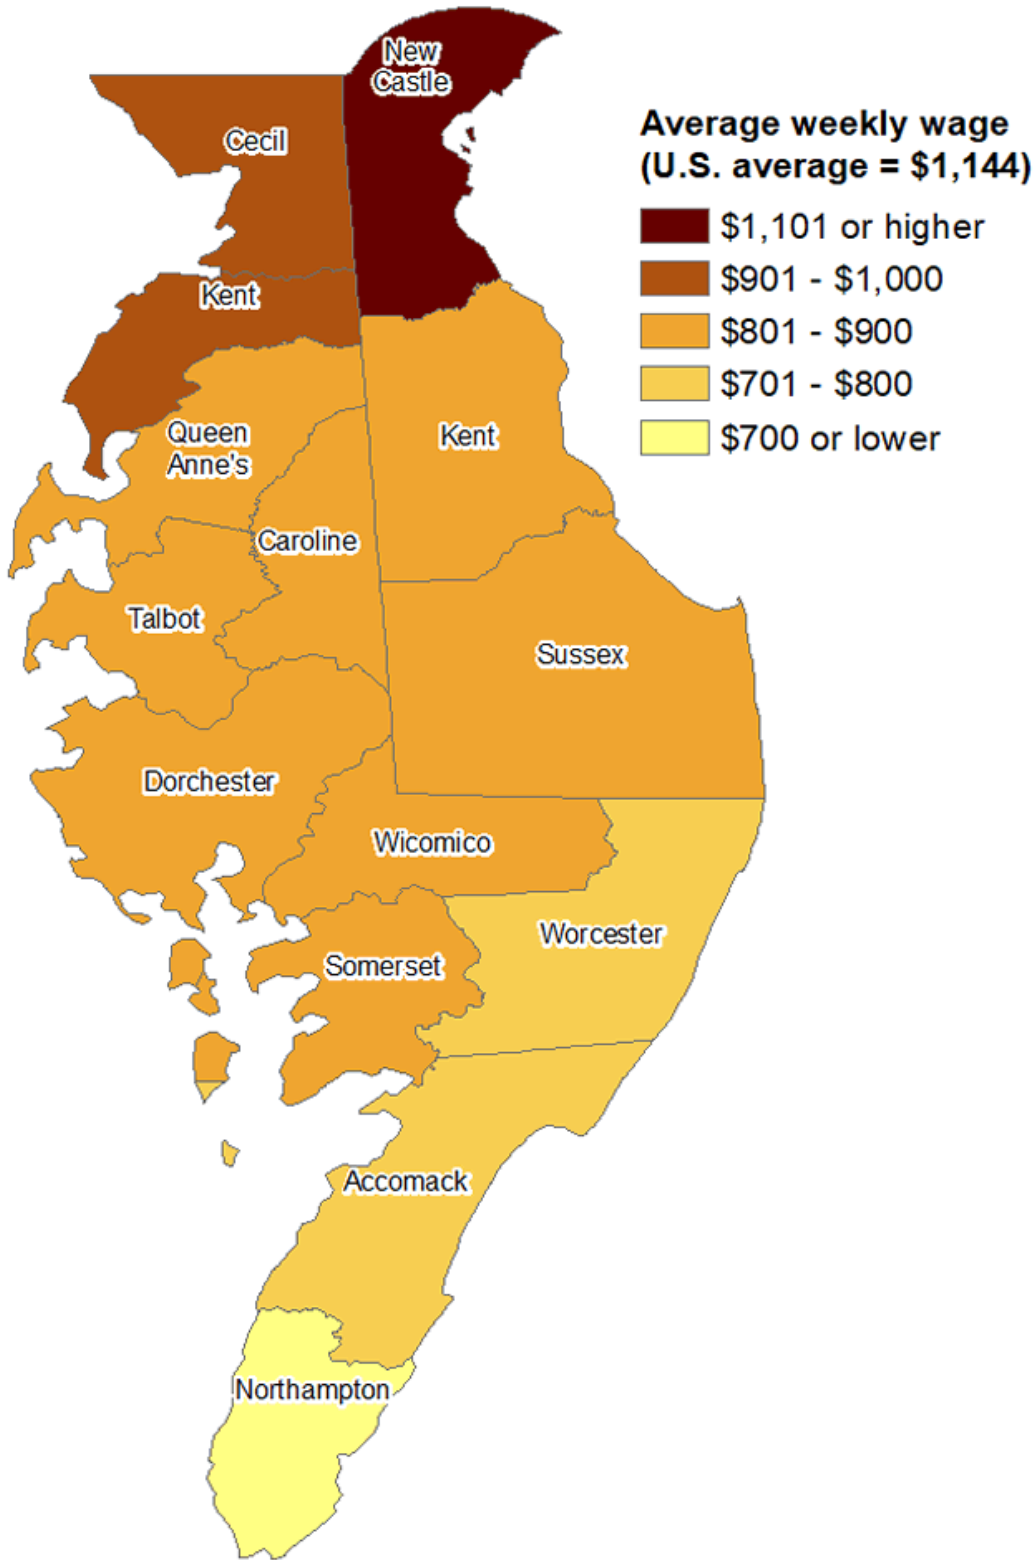 New
Castle
Cecil
Average weekly wage
(U.S. average = $1,144)
$1,101 or higher
$901 - $1,000
$801 - $900
$701 - $800
$700 or lower
Kent
Queen
Anne's
Kent
Caroline
Talbot
Sussex
Dorchester
Wicomico
Worcester
Somerset
Accomack
Northampton